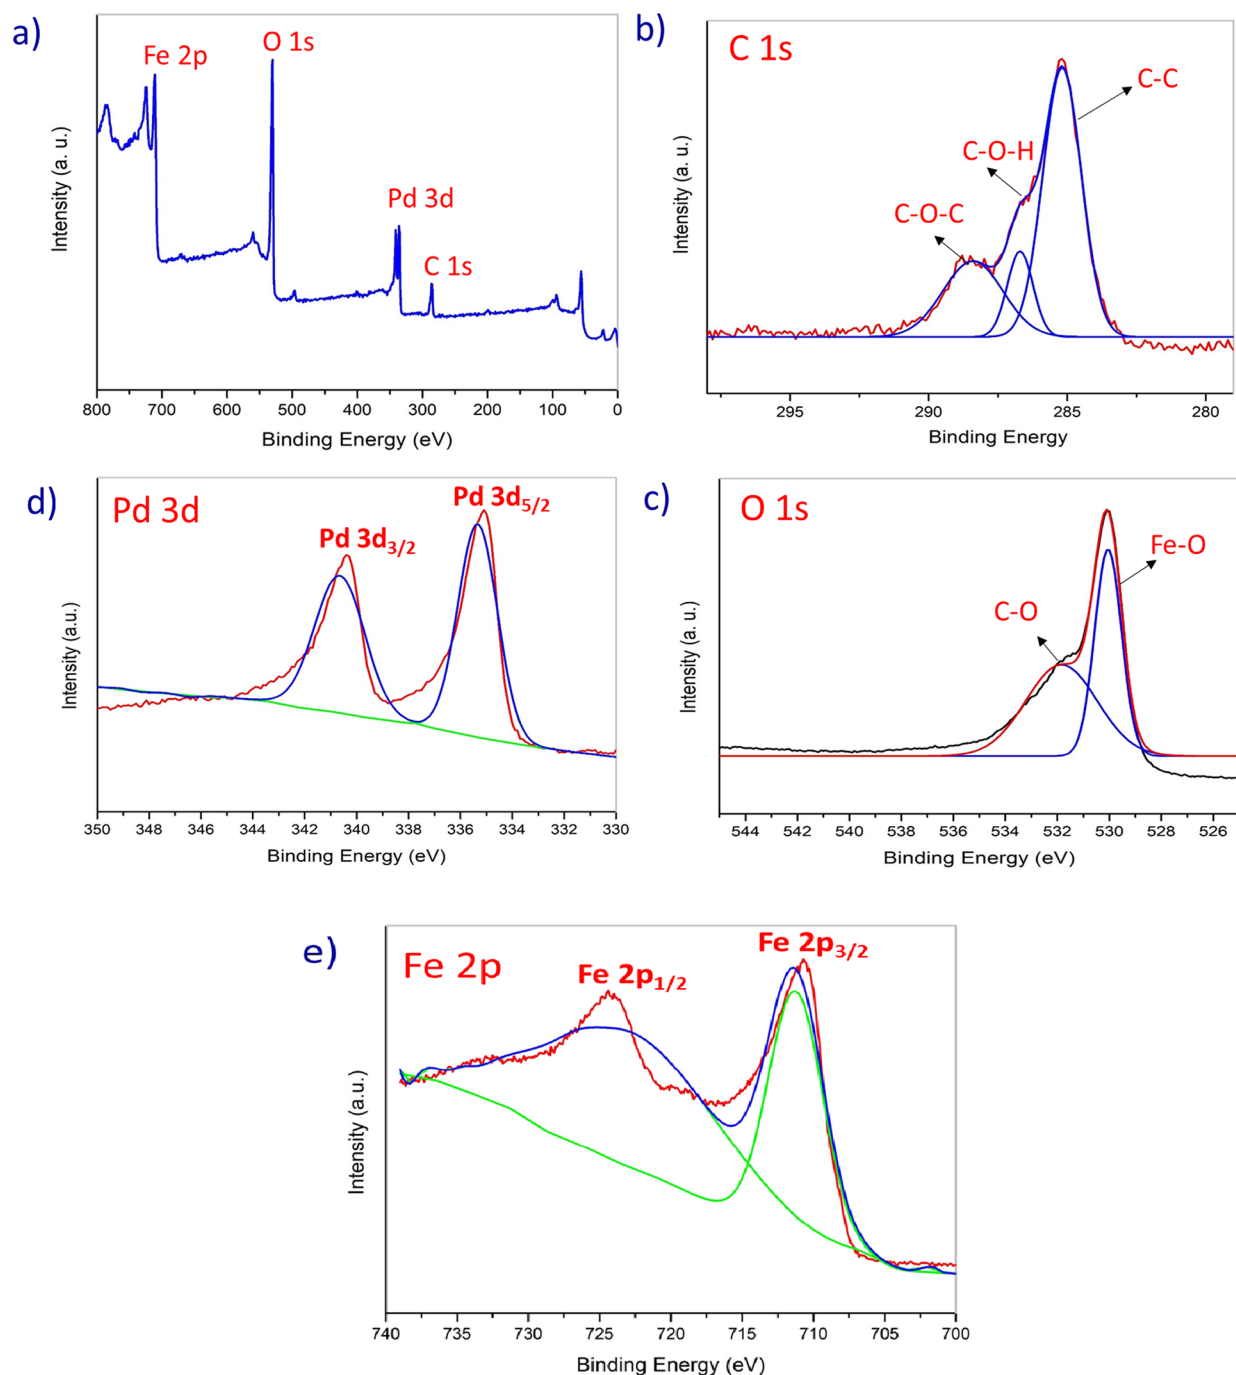 a)
Fe 2p
O 1s
Pd 3d
C 1s
Intensity (a. u.)
800 700 600 500 400 300 200 100 0
Binding Energy (eV)
b)
C 1s
C-C
C-O-H
C-O-C
Intensity (a. u.)
295 290 285 280
Binding Energy
d)
Pd 3d
Pd 3d3/2
Pd 3d5/2
Intensity (a.u.)
350 348 346 344 342 340 338 336 334 332 330
Binding Energy (eV)
c)
O 1s
Fe-O
C-O
Intensity (a. u.)
544 542 540 538 536 534 532 530 528 526
Binding Energy (eV)
e)
Fe 2p
Fe 2p1/2
Fe 2p3/2
Intensity (a.u.)
740 735 730 725 720 715 710 705 700
Binding Energy (eV)